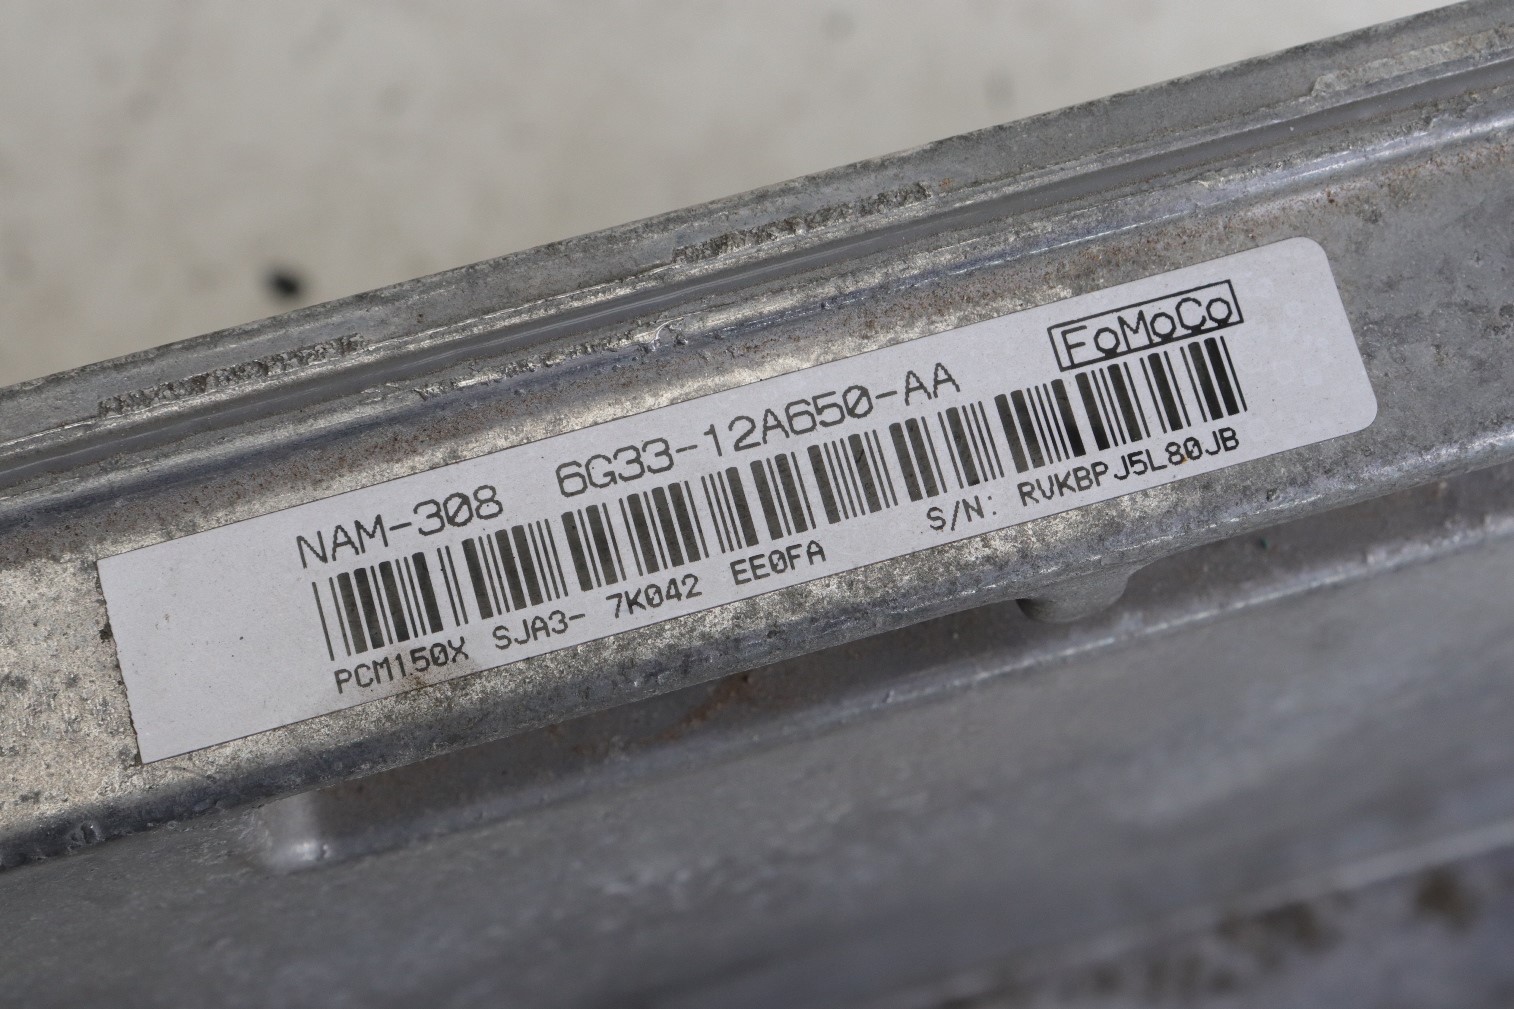 FoMoCo
NAM-308 6G33-12A650-AA
PCM150X SJA3- 7K042 EE0FA S/N: RVKBPJ5L80JB